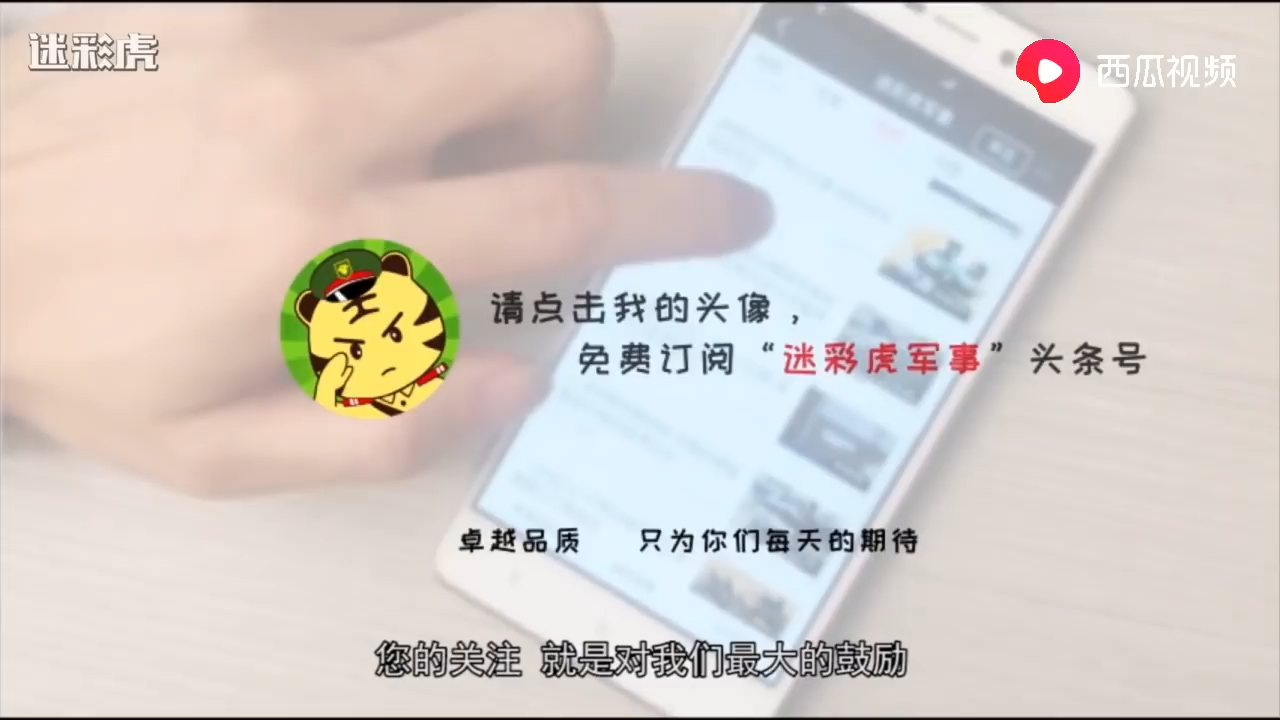 迷彩虎
西瓜视频
请点击我的头像，
免费订阅“迷彩虎军事”头条号
卓越品质 只为你们每天的期待
您的关注 就是对我们最大的鼓励